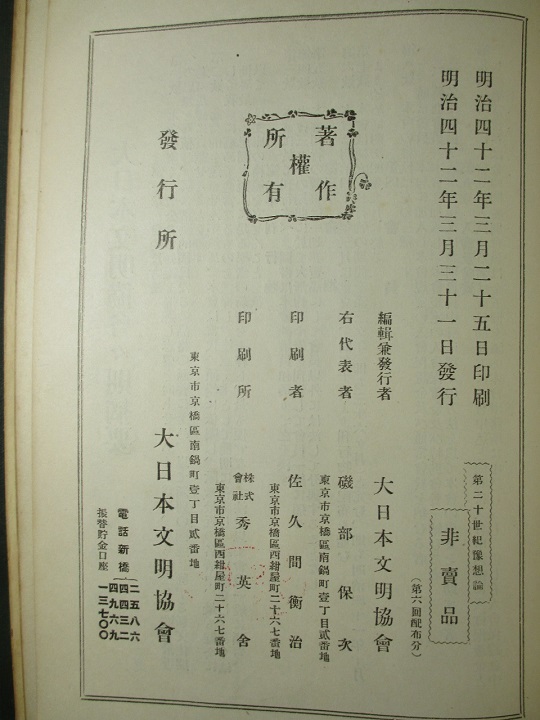 明治四十二年三月二十五日印刷
明治四十二年三月三十一日發行
第二十世紀豫想論
非賣品
（第六回配布分）
著作
權
所有
編輯兼發行者　大日本文明協會
東京市京橋區南鍋町壹丁目貳番地
右代表者　磯部保次
東京市京橋區西紺屋町二十六七番地
印刷者　佐久間衡治
東京市京橋區西紺屋町二十六七番地
印刷所　株式會社　秀英舍
東京市京橋區南鍋町壹丁目貳番地
發行所　大日本文明協會
電話新橋
二五八六
四四三二
四九六九
振替貯金口座　一三七〇〇